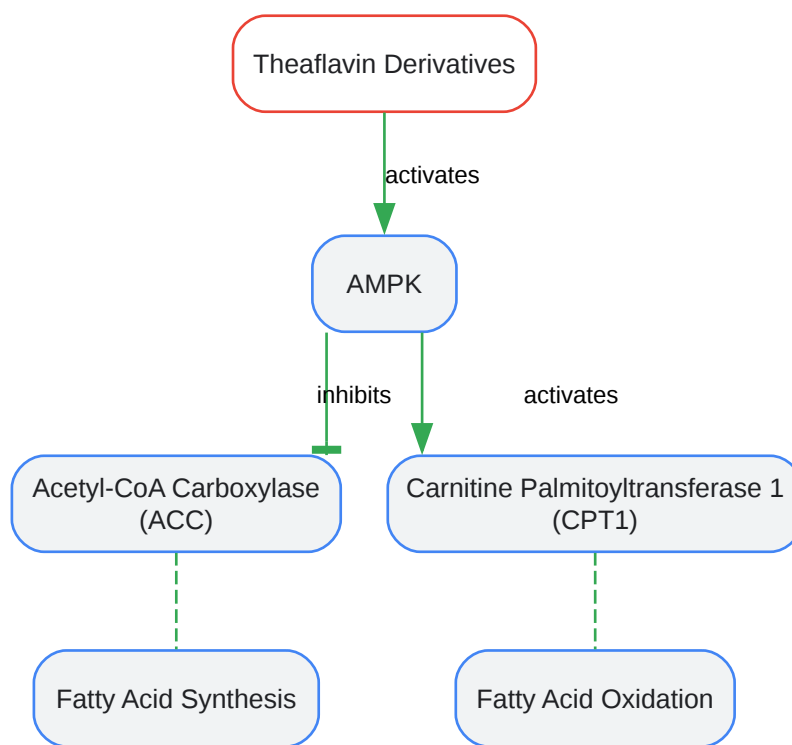 Theaflavin Derivatives
activates
AMPK
inhibits
activates
Acetyl-CoA Carboxylase
(ACC)
Carnitine Palmitoyltransferase 1
(CPT1)
Fatty Acid Synthesis
Fatty Acid Oxidation